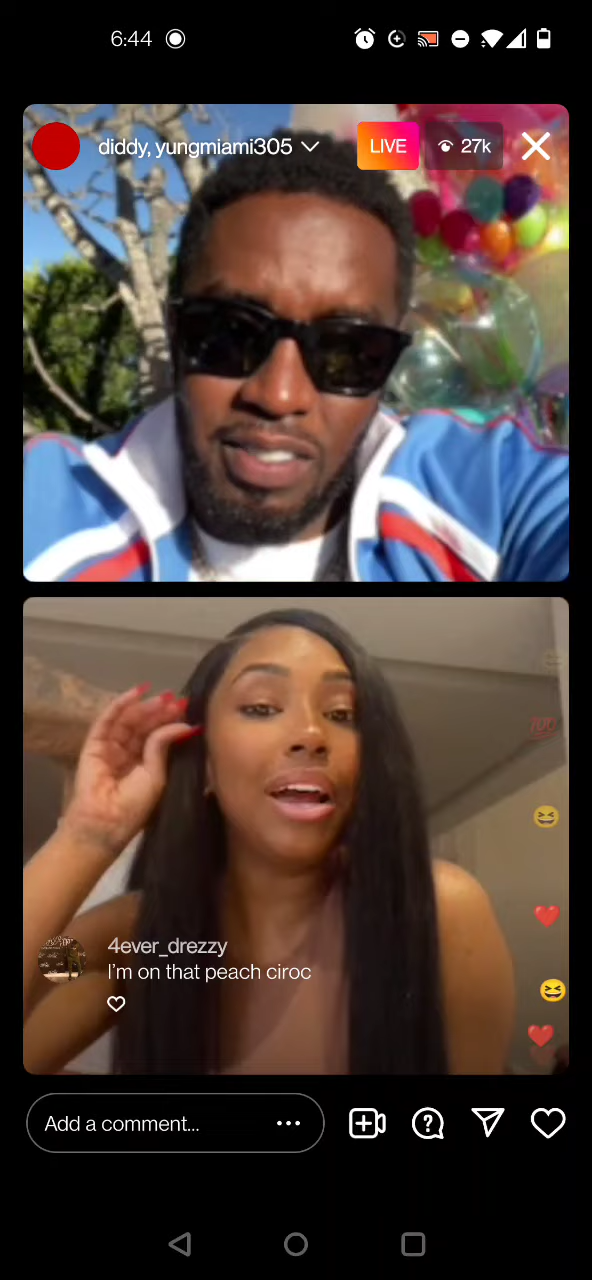 6:44
diddy, yungmiami305
LIVE
27k
4ever_drezzy
I'm on that peach ciroc
Add a comment...